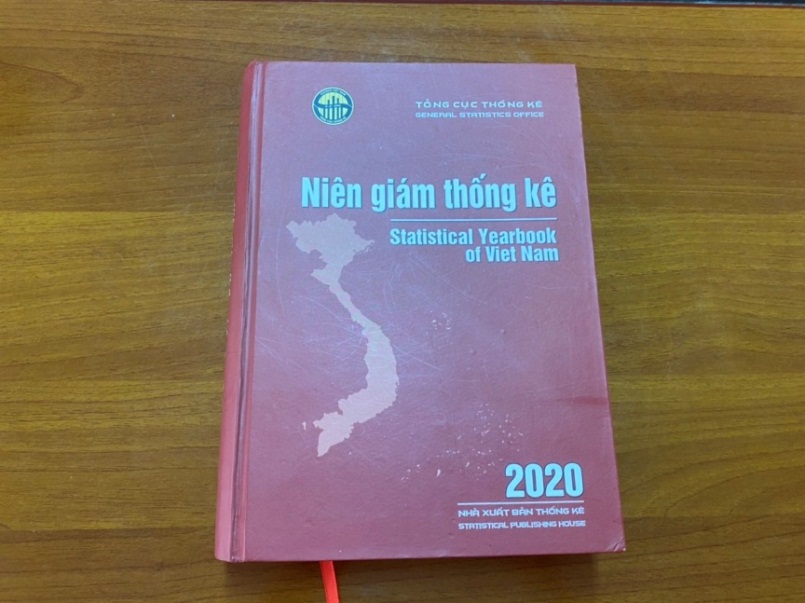 TỔNG CỤC THỐNG KÊ
GENERAL STATISTICS OFFICE
Niên giám thống kê
Statistical Yearbook
of Viet Nam
2020
NHÀ XUẤT BẢN THỐNG KÊ
STATISTICAL PUBLISHING HOUSE